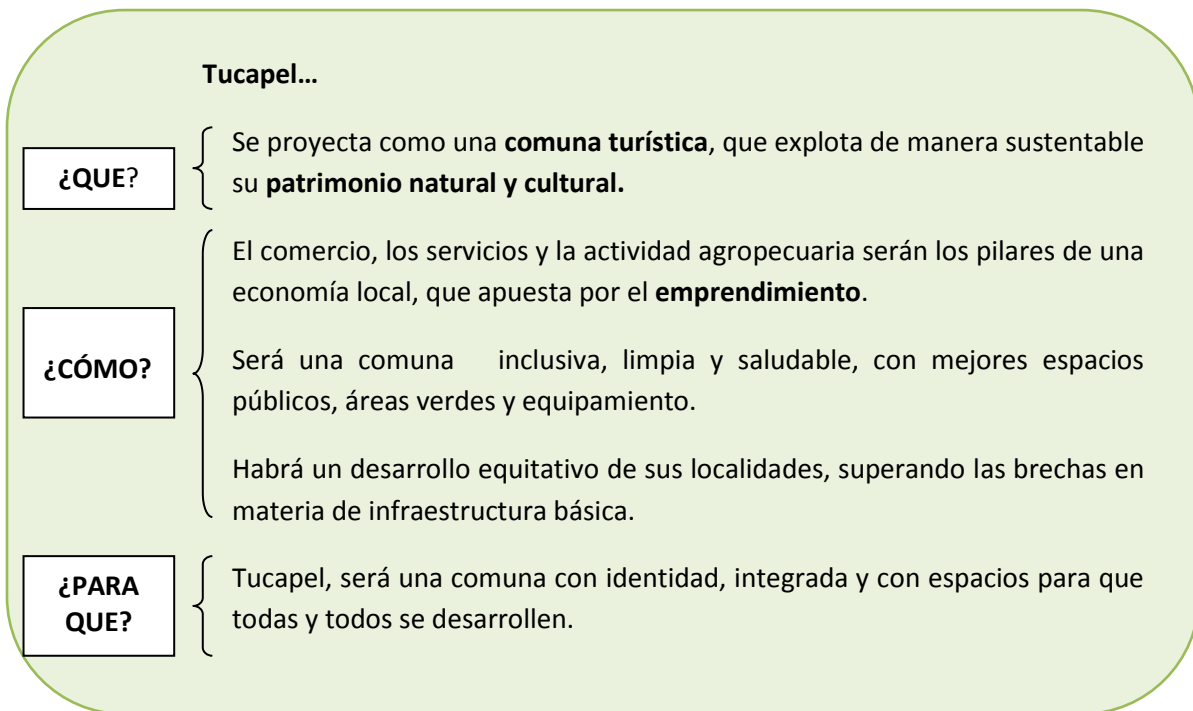 Tucapel…
¿QUE?
Se proyecta como una comuna turística, que explota de manera sustentable
su patrimonio natural y cultural.
¿CÓMO?
El comercio, los servicios y la actividad agropecuaria serán los pilares de una
economía local, que apuesta por el emprendimiento.
Será una comuna inclusiva, limpia y saludable, con mejores espacios
públicos, áreas verdes y equipamiento.
Habrá un desarrollo equitativo de sus localidades, superando las brechas en
materia de infraestructura básica.
¿PARA
QUE?
Tucapel, será una comuna con identidad, integrada y con espacios para que
todas y todos se desarrollen.